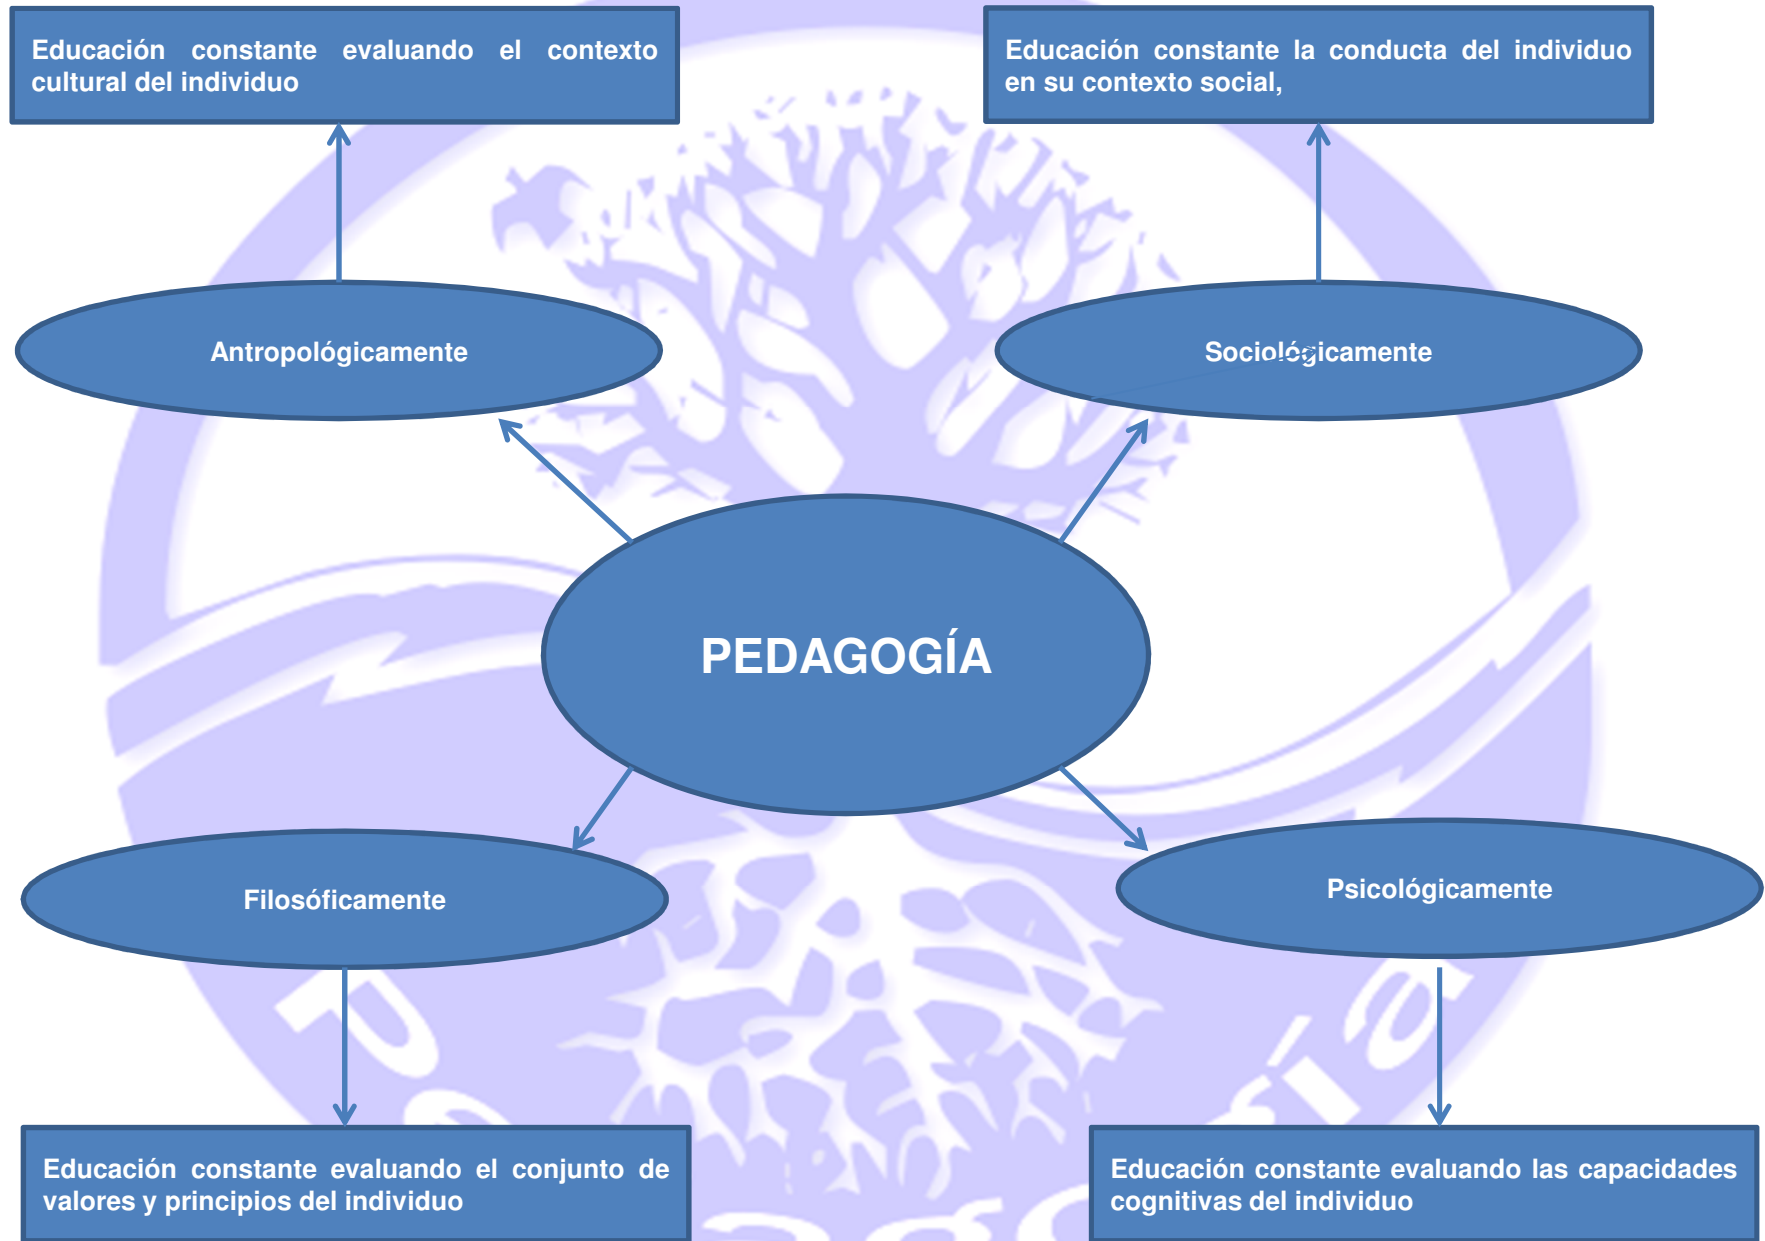 Educación constante evaluando el contexto
cultural del individuo
Educación constante la conducta del individuo
en su contexto social,
Antropológicamente
Sociológicamente
PEDAGOGÍA
Filosóficamente
Psicológicamente
Educación constante evaluando el conjunto de
valores y principios del individuo
Educación constante evaluando las capacidades
cognitivas del individuo